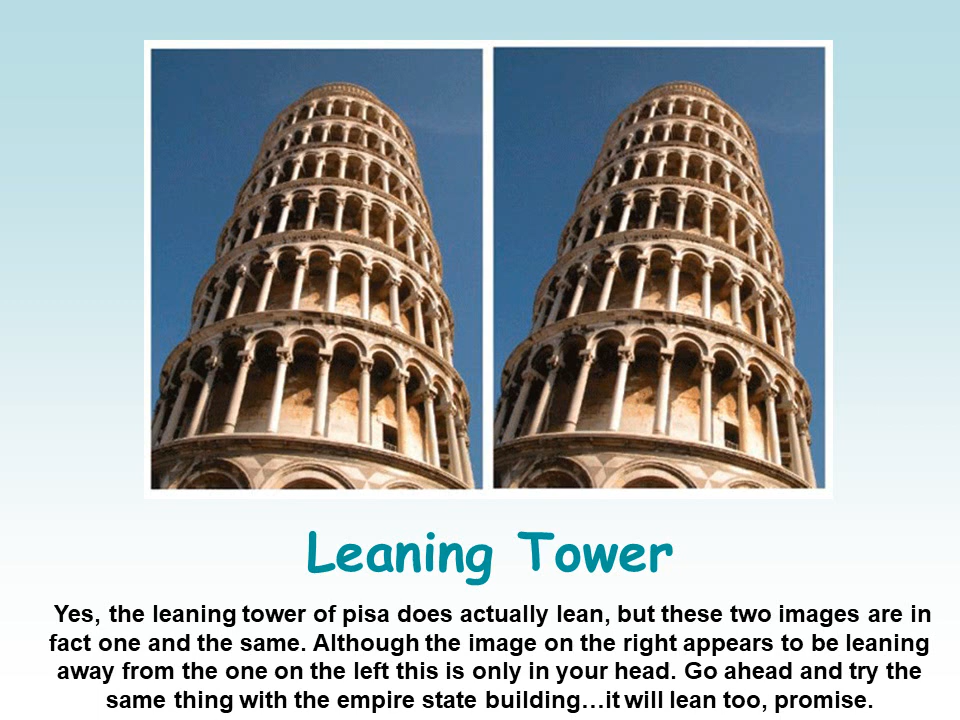 Leaning Tower
Yes, the leaning tower of pisa does actually lean, but these two images are in
fact one and the same. Although the image on the right appears to be leaning
away from the one on the left this is only in your head. Go ahead and try the
same thing with the empire state building…it will lean too, promise.